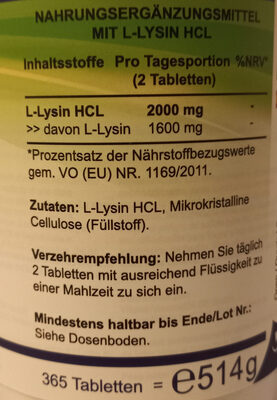 NAHRUNGSERGÄNZUNGSMITTEL
MIT L-LYSIN HCL
Inhaltsstoffe Pro Tagesportion %NRV*
(2 Tabletten)
L-Lysin HCL 2000 mg *
>> davon L-Lysin 1600 mg *
*Prozentsatz der Nährstoffbezugswerte
gem. VO (EU) NR. 1169/2011.
Zutaten: L-Lysin HCL, Mikrokristalline
Cellulose (Füllstoff).
Verzehrempfehlung: Nehmen Sie täglich
2 Tabletten mit ausreichend Flüssigkeit zu
einer Mahlzeit zu sich ein.
Mindestens haltbar bis Ende/Lot Nr.:
Siehe Dosenboden.
365 Tabletten = ℮514g